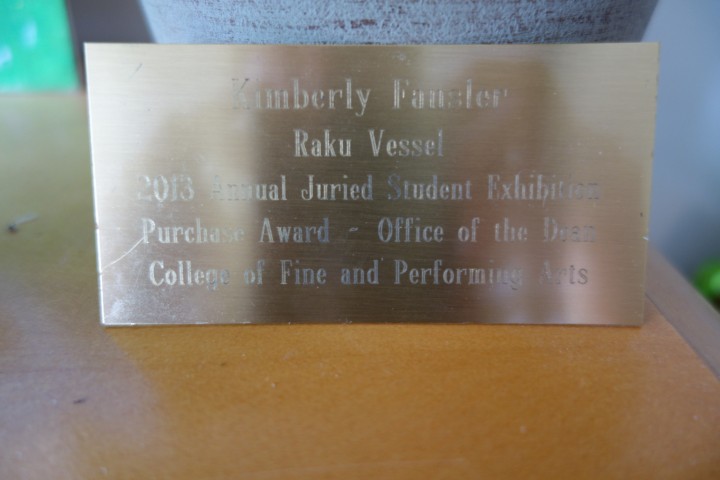 Kimberly Fansler
Raku Vessel
2013 Annual Juried Student Exhibition
Purchase Award - Office of the Dean
College of Fine and Performing Arts